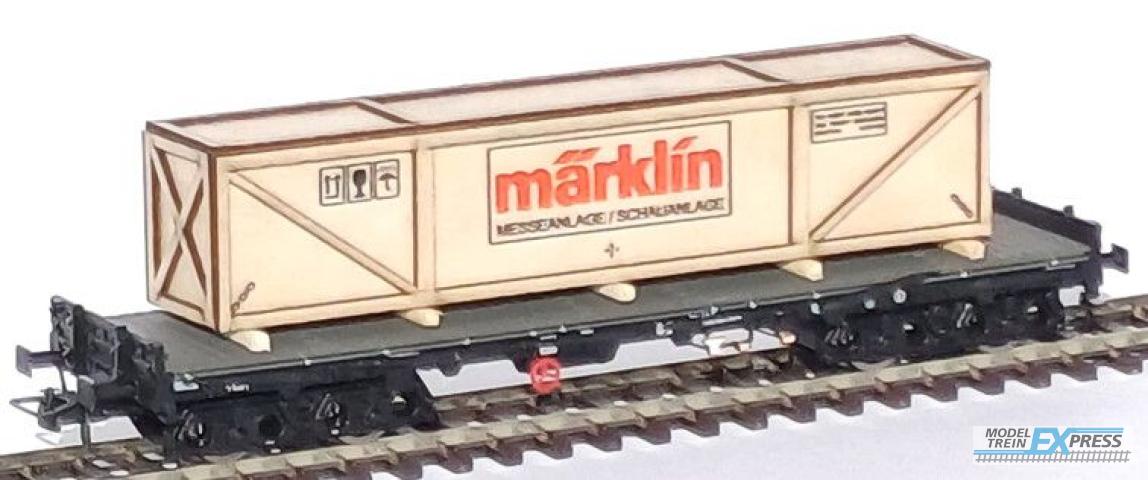 märklin
MESSEANLAGE / SCHAUANLAGE
MODEL
TREIN EXPRESS